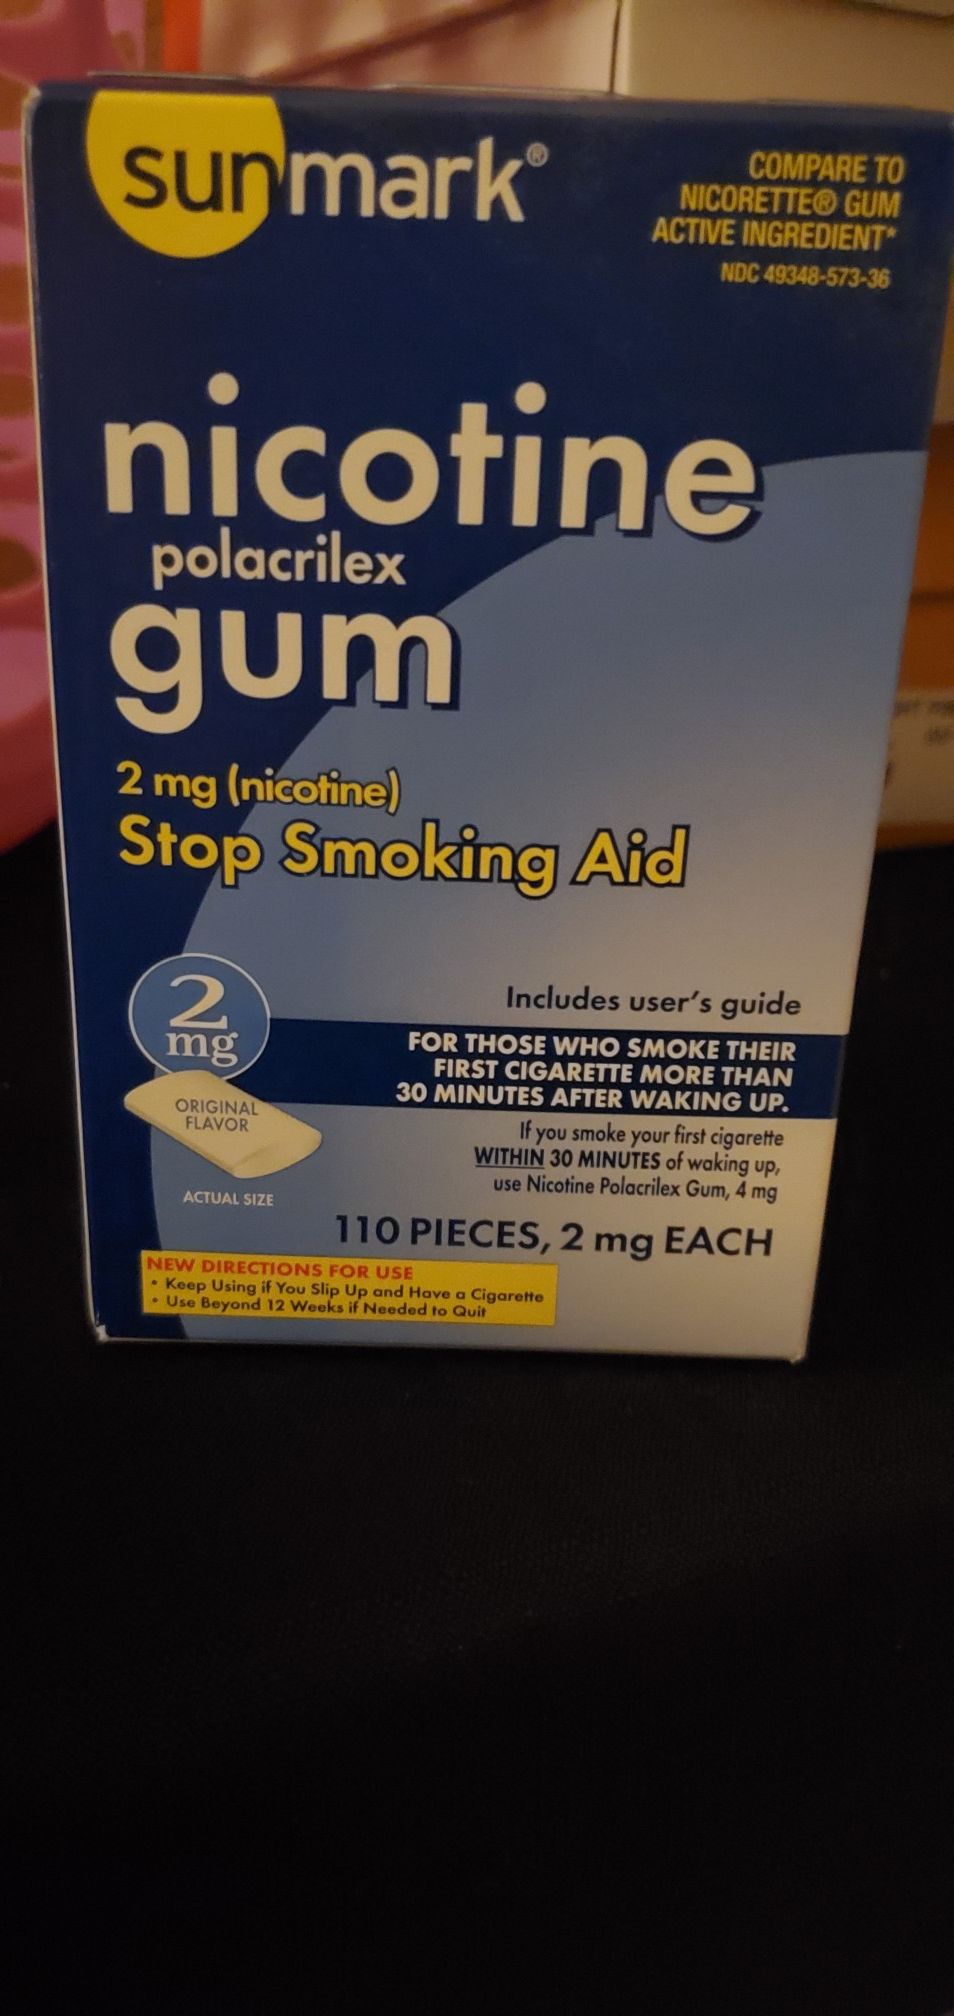 sunmark®
COMPARE TO
NICORETTE® GUM
ACTIVE INGREDIENT*
NDC 49348-573-36
nicotine
polacrilex
gum
2 mg (nicotine)
Stop Smoking Aid
2
mg
ORIGINAL
FLAVOR
ACTUAL SIZE
Includes user's guide
FOR THOSE WHO SMOKE THEIR
FIRST CIGARETTE MORE THAN
30 MINUTES AFTER WAKING UP.
If you smoke your first cigarette
WITHIN 30 MINUTES of waking up,
use Nicotine Polacrilex Gum, 4 mg
110 PIECES, 2 mg EACH
NEW DIRECTIONS FOR USE
• Keep Using if You Slip Up and Have a Cigarette
• Use Beyond 12 Weeks if Needed to Quit